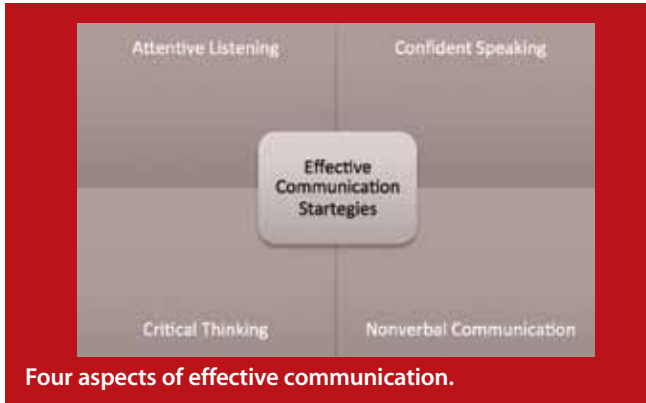 Attentive Listening
Confident Speaking
Effective
Communication
Startegies
Critical Thinking
Nonverbal Communication
Four aspects of effective communication.